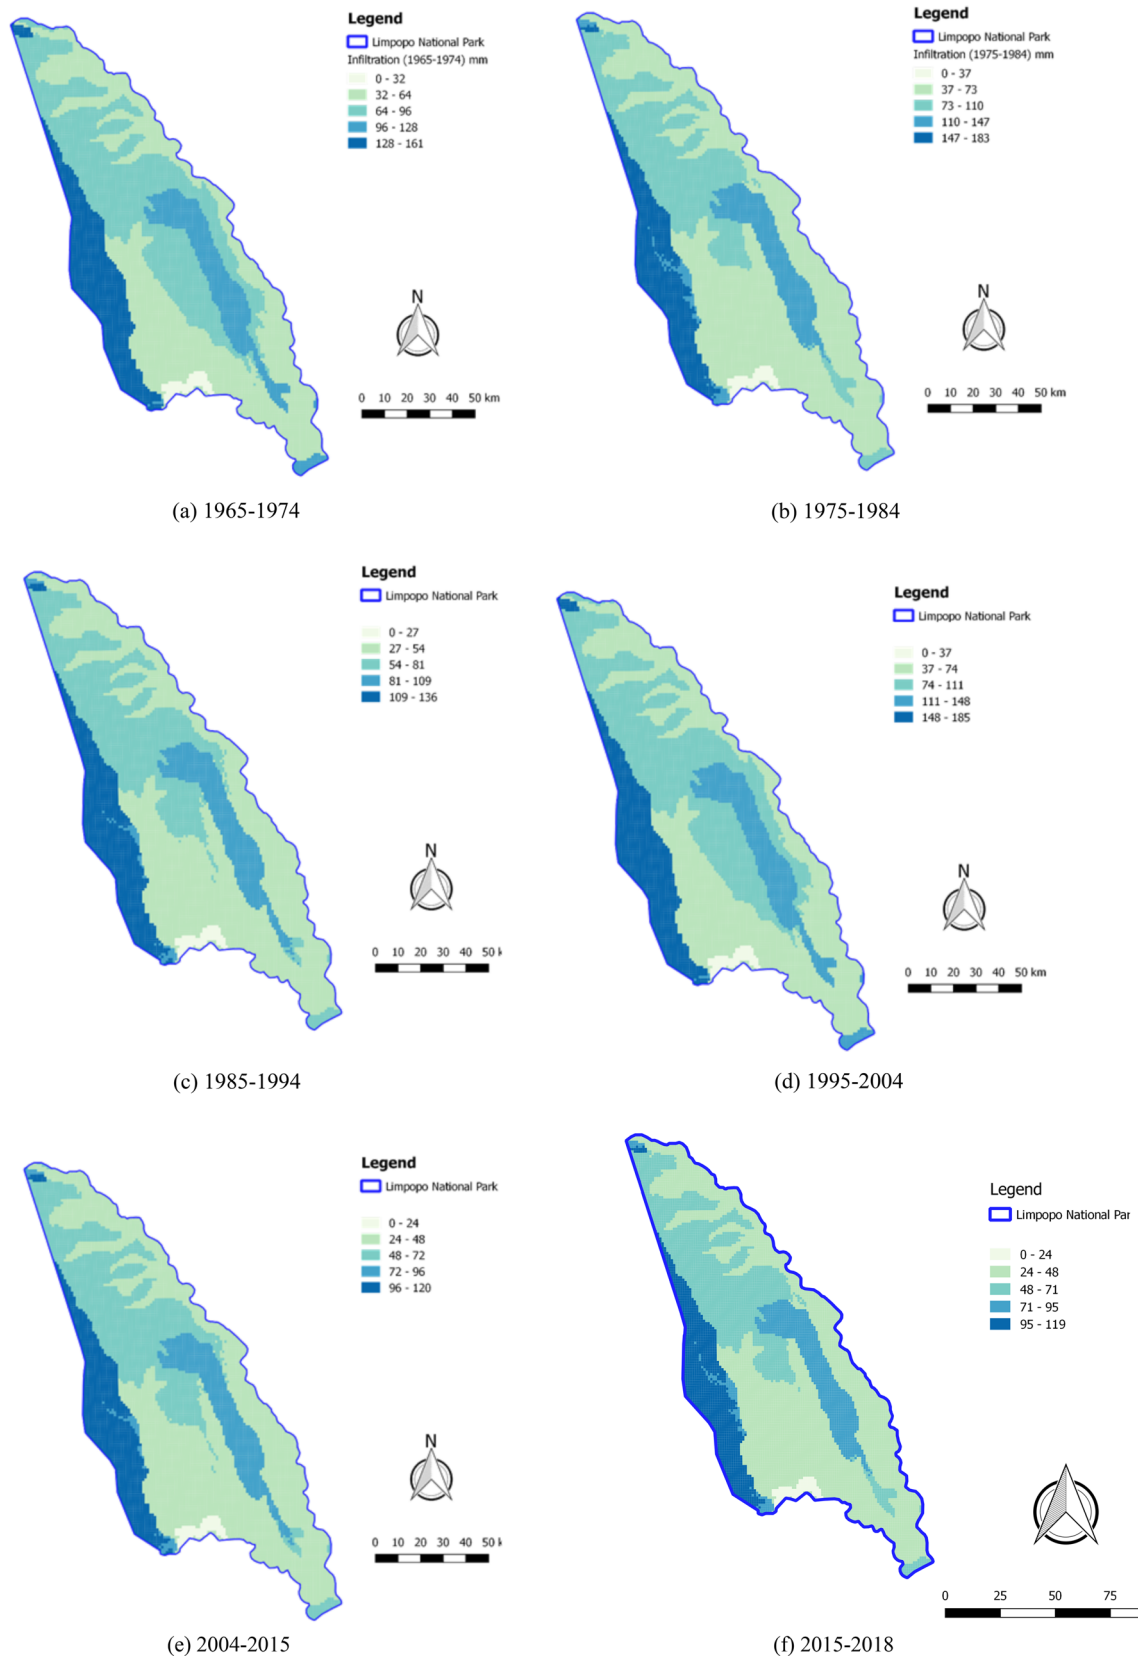 Legend
Limpopo National Park
Infiltration (1965-1974) mm
0 - 32
32 - 64
64 - 96
96 - 128
128 - 161
N
0 10 20 30 40 50 km
(a) 1965-1974
Legend
Limpopo National Park
Infiltration (1975-1984) mm
0 - 37
37 - 73
73 - 110
110 - 147
147 - 183
N
0 10 20 30 40 50 km
(b) 1975-1984
Legend
Limpopo National Park
0 - 27
27 - 54
54 - 81
81 - 109
109 - 136
N
0 10 20 30 40 50
(c) 1985-1994
Legend
Limpopo National Park
0 - 37
37 - 74
74 - 111
111 - 148
148 - 185
N
0 10 20 30 40 50 km
(d) 1995-2004
Legend
Limpopo National Park
0 - 24
24 - 48
48 - 72
72 - 96
96 - 120
N
0 10 20 30 40 50
(e) 2004-2015
Legend
Limpopo National Par
0 - 24
24 - 48
48 - 71
71 - 95
95 - 119
0 25 50 75
(f) 2015-2018